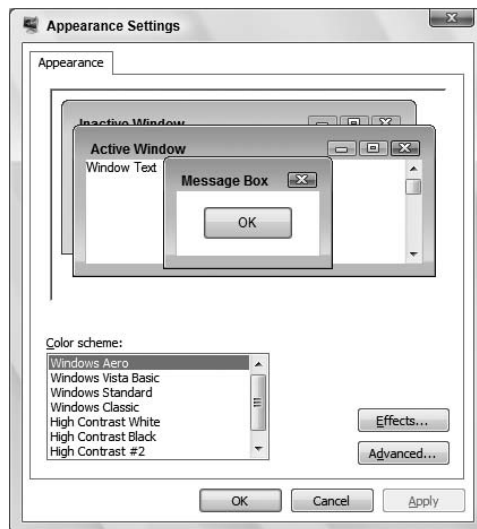 Appearance Settings
Appearance
Inactive Window
Active Window
Window Text
Message Box
OK
Color scheme:
Windows Aero
Windows Vista Basic
Windows Standard
Windows Classic
High Contrast White
High Contrast Black
High Contrast #2
Effects...
Advanced...
OK
Cancel
Apply